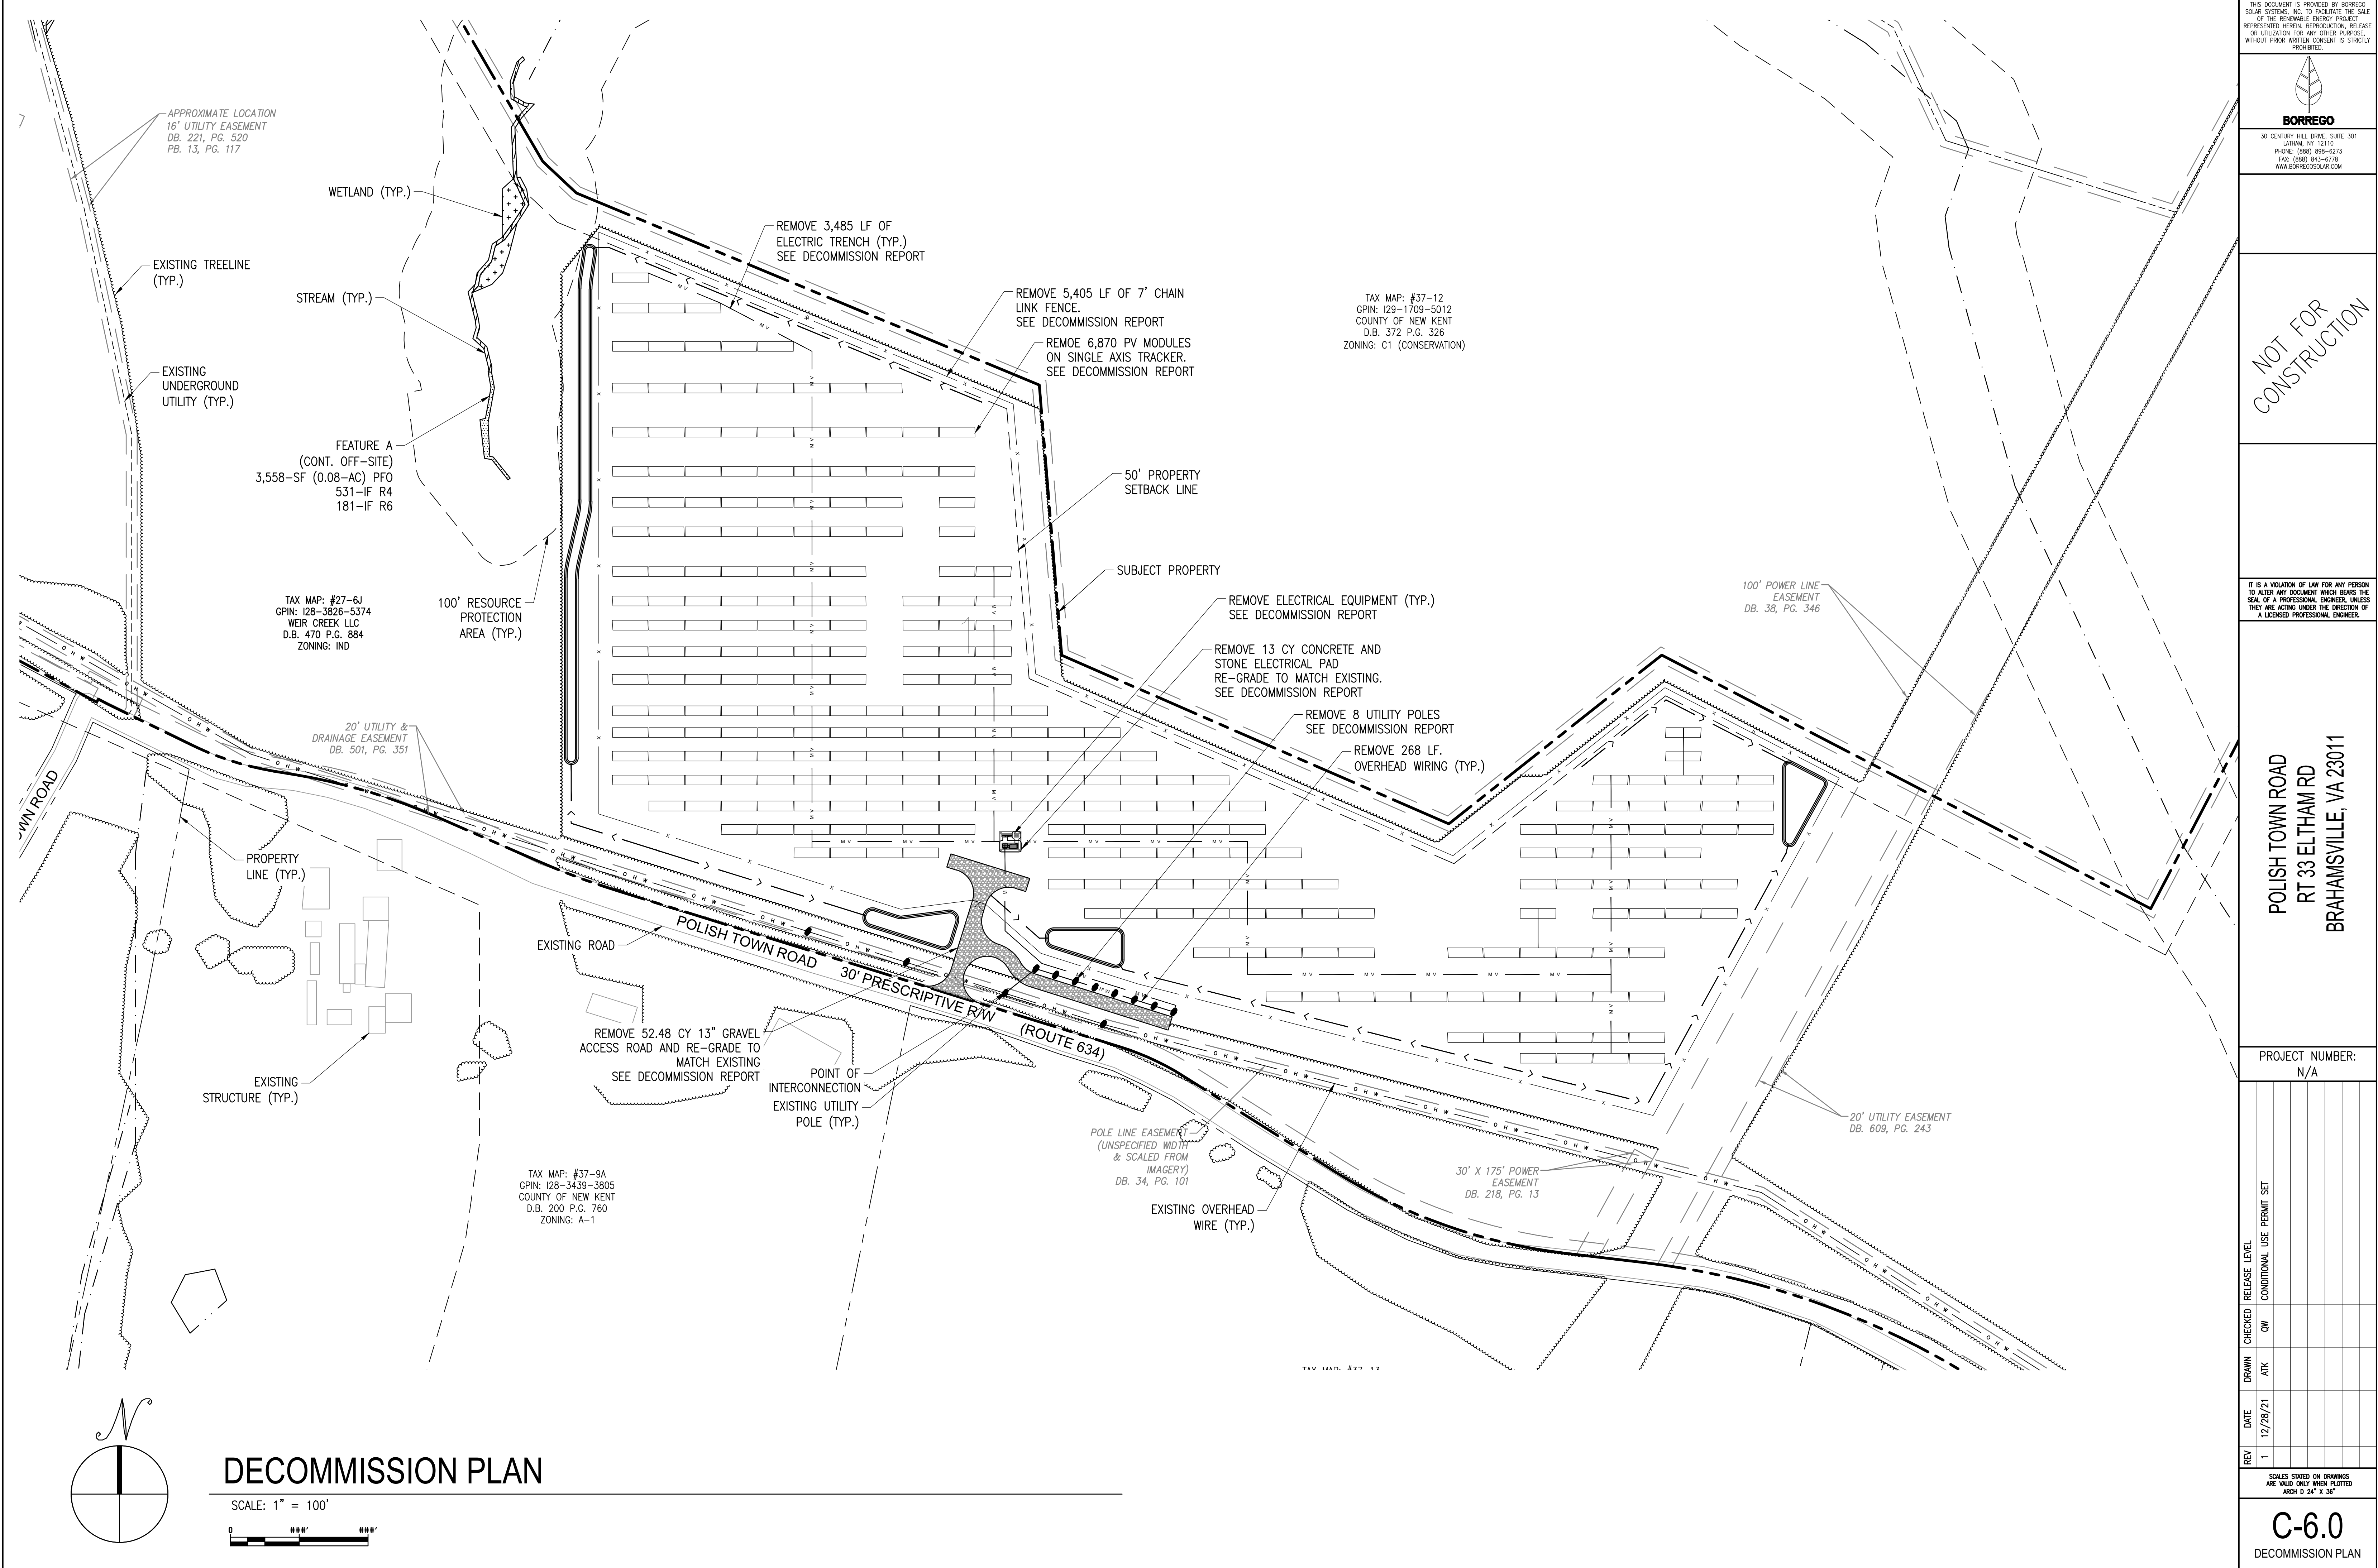 APPROXIMATE LOCATION
16' UTILITY EASEMENT
DB. 221, PG. 520
PB. 13, PG. 117
WETLAND (TYP.)
EXISTING TREELINE
(TYP.)
STREAM (TYP.)
EXISTING
UNDERGROUND
UTILITY (TYP.)
FEATURE A
(CONT. OFF-SITE)
3,558-SF (0.08-AC) PFO
531-IF R4
181-IF R6
TAX MAP: #27-6J
GPIN: I28-3826-5374
WEIR CREEK LLC
D.B. 470 P.G. 884
ZONING: IND
100' RESOURCE
PROTECTION
AREA (TYP.)
REMOVE 3,485 LF OF
ELECTRIC TRENCH (TYP.)
SEE DECOMMISSION REPORT
REMOVE 5,405 LF OF 7' CHAIN
LINK FENCE.
SEE DECOMMISSION REPORT
REMOE 6,870 PV MODULES
ON SINGLE AXIS TRACKER.
SEE DECOMMISSION REPORT
TAX MAP: #37-12
GPIN: I29-1709-5012
COUNTY OF NEW KENT
D.B. 372 P.G. 326
ZONING: C1 (CONSERVATION)
50' PROPERTY
SETBACK LINE
SUBJECT PROPERTY
REMOVE ELECTRICAL EQUIPMENT (TYP.)
SEE DECOMMISSION REPORT
REMOVE 13 CY CONCRETE AND
STONE ELECTRICAL PAD
RE-GRADE TO MATCH EXISTING.
SEE DECOMMISSION REPORT
REMOVE 8 UTILITY POLES
SEE DECOMMISSION REPORT
REMOVE 268 LF.
OVERHEAD WIRING (TYP.)
100' POWER LINE
EASEMENT
DB. 38, PG. 346
20' UTILITY &
DRAINAGE EASEMENT
DB. 501, PG. 351
OWN ROAD
PROPERTY
LINE (TYP.)
EXISTING ROAD
POLISH TOWN ROAD
30' PRESCRIPTIVE R/W
(ROUTE 634)
REMOVE 52.48 CY 13" GRAVEL
ACCESS ROAD AND RE-GRADE TO
MATCH EXISTING
SEE DECOMMISSION REPORT
EXISTING
STRUCTURE (TYP.)
POINT OF
INTERCONNECTION
EXISTING UTILITY
POLE (TYP.)
TAX MAP: #37-9A
GPIN: I28-3439-3805
COUNTY OF NEW KENT
D.B. 200 P.G. 760
ZONING: A-1
POLE LINE EASEMENT
(UNSPECIFIED WIDTH
& SCALED FROM
IMAGERY)
DB. 34, PG. 101
EXISTING OVERHEAD
WIRE (TYP.)
30' X 175' POWER
EASEMENT
DB. 218, PG. 13
20' UTILITY EASEMENT
DB. 609, PG. 243
TAX MAP: #37-13
N
DECOMMISSION PLAN
SCALE: 1" = 100'
0 ###' ###'
THIS DOCUMENT IS PROVIDED BY BORREGO
SOLAR SYSTEMS, INC. TO FACILITATE THE SALE
OF THE RENEWABLE ENERGY PROJECT
REPRESENTED HEREIN. REPRODUCTION, RELEASE
OR UTILIZATION FOR ANY OTHER PURPOSE,
WITHOUT PRIOR WRITTEN CONSENT IS STRICTLY
PROHIBITED.
BORREGO
30 CENTURY HILL DRIVE, SUITE 301
LATHAM, NY 12110
PHONE: (888) 898-6273
FAX: (888) 843-6778
WWW.BORREGOSOLAR.COM
NOT FOR
CONSTRUCTION
IT IS A VIOLATION OF LAW FOR ANY PERSON
TO ALTER ANY DOCUMENT WHICH BEARS THE
SEAL OF A PROFESSIONAL ENGINEER, UNLESS
THEY ARE ACTING UNDER THE DIRECTION OF
A LICENSED PROFESSIONAL ENGINEER.
POLISH TOWN ROAD
RT 33 ELTHAM RD
BRAHAMSVILLE, VA 23011
PROJECT NUMBER:
N/A
REV DATE DRAWN CHECKED RELEASE LEVEL
1 12/28/21 ATK QW CONDITIONAL USE PERMIT SET
SCALES STATED ON DRAWINGS
ARE VALID ONLY WHEN PLOTTED
ARCH D 24" X 36"
C-6.0
DECOMMISSION PLAN